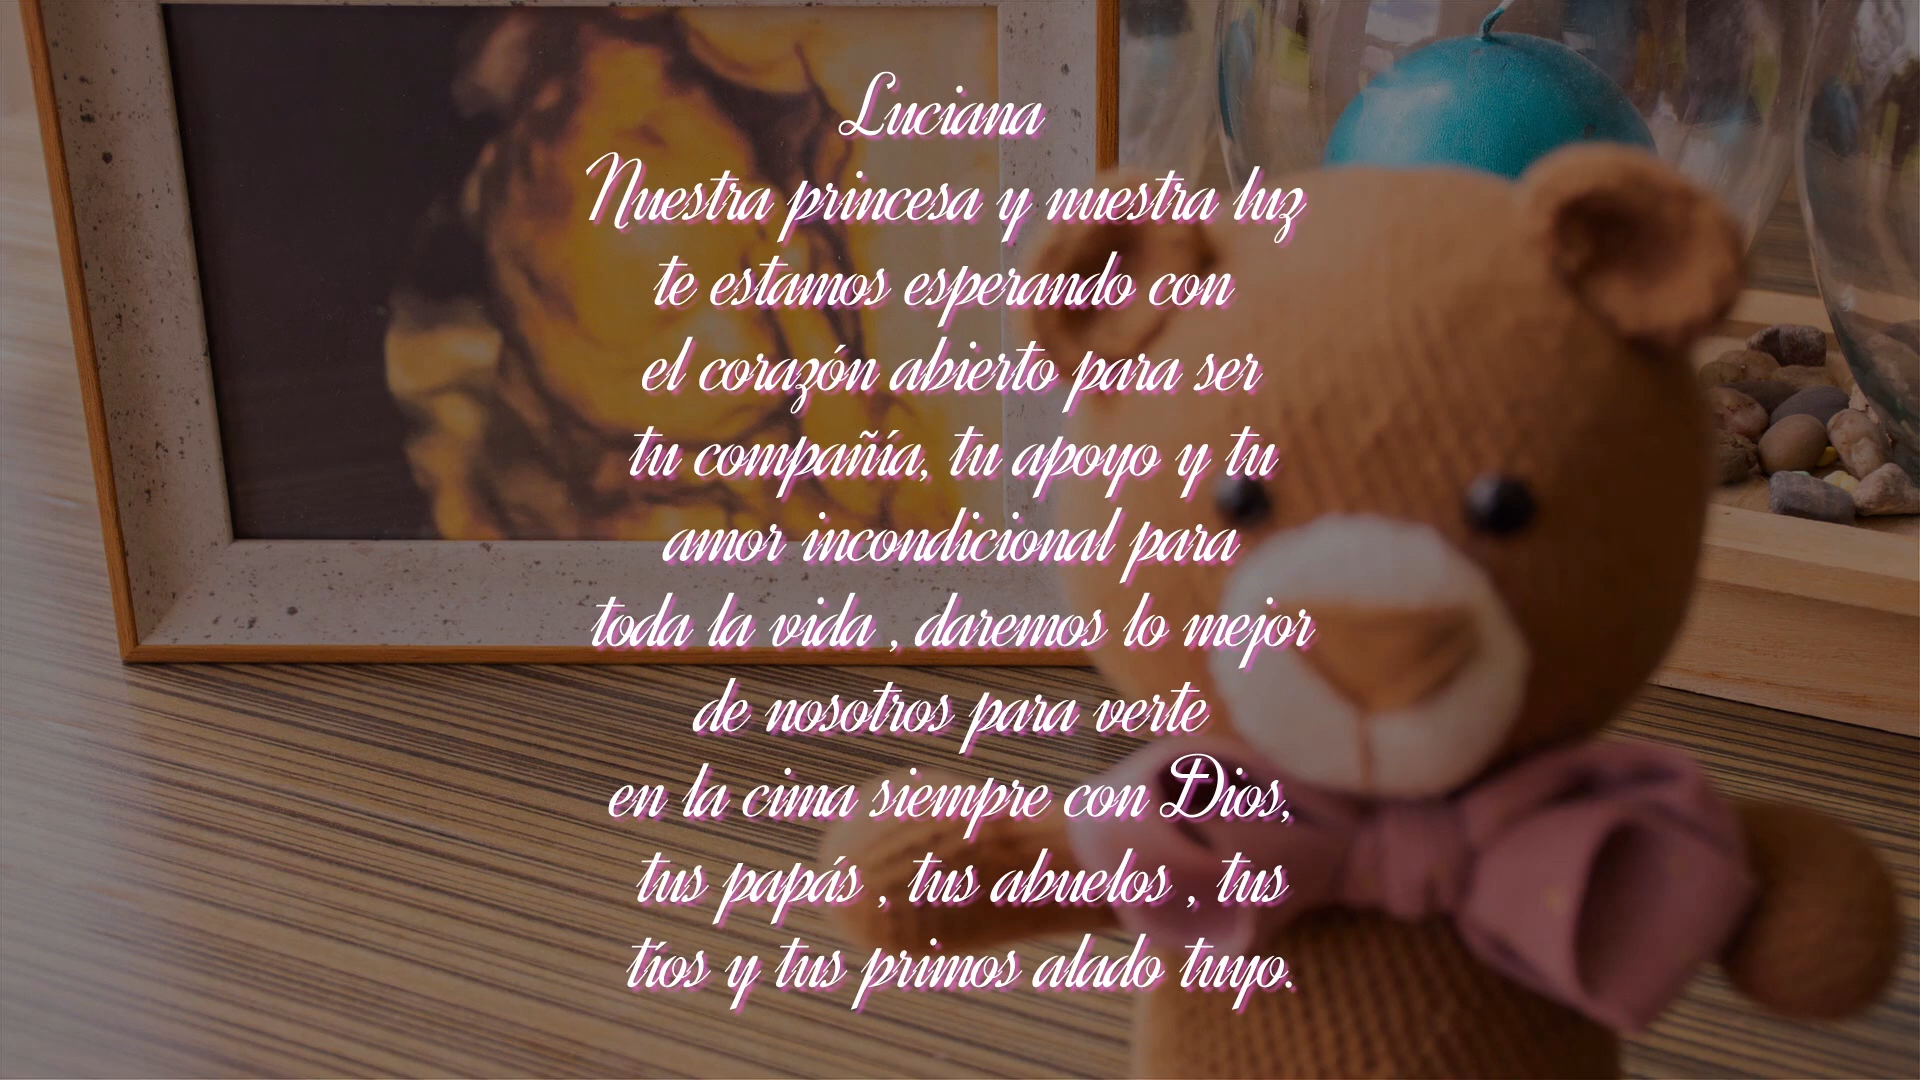 Luciana
Nuestra princesa y nuestra luz
te estamos esperando con
el corazón abierto para ser
tu compañía, tu apoyo y tu
amor incondicional para
toda la vida , daremos lo mejor
de nosotros para verte
en la cima siempre con Dios,
tus papás , tus abuelos , tus
tíos y tus primos alado tuyo.